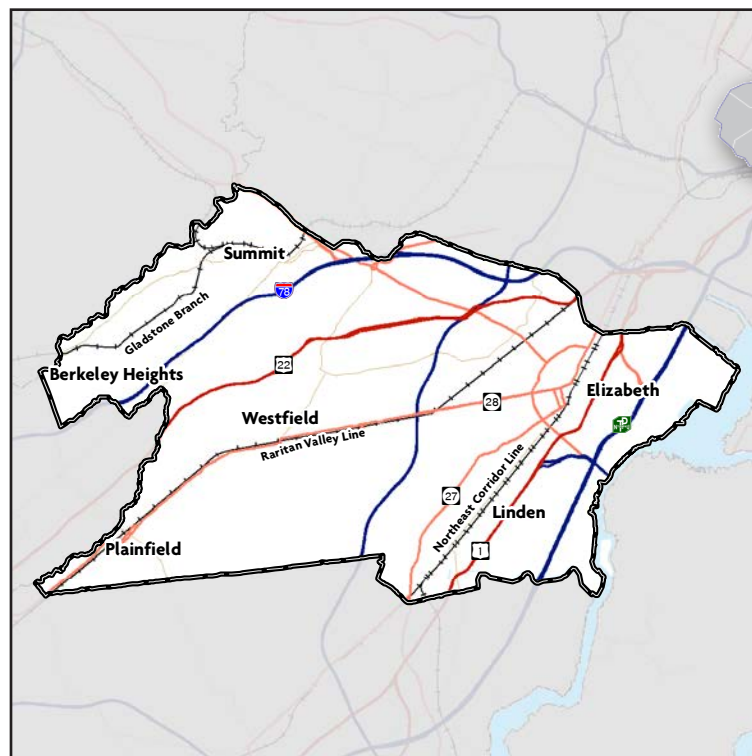 Summit
Gladstone Branch
78
Berkeley Heights
22
Westfield
28
Elizabeth
Raritan Valley Line
27
Northeast Corridor Line
Linden
Plainfield
1